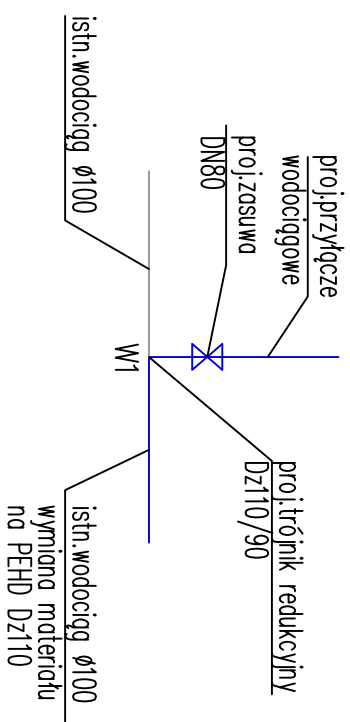 proj.przyłącze
wodociągowe
proj.zasuwa
DN80
istn.wodociąg ø100
W1
proj.trójnik redukcyjny
Dz110/90
istn.wodociąg ø100
wymiana materiału
na PEHD Dz110